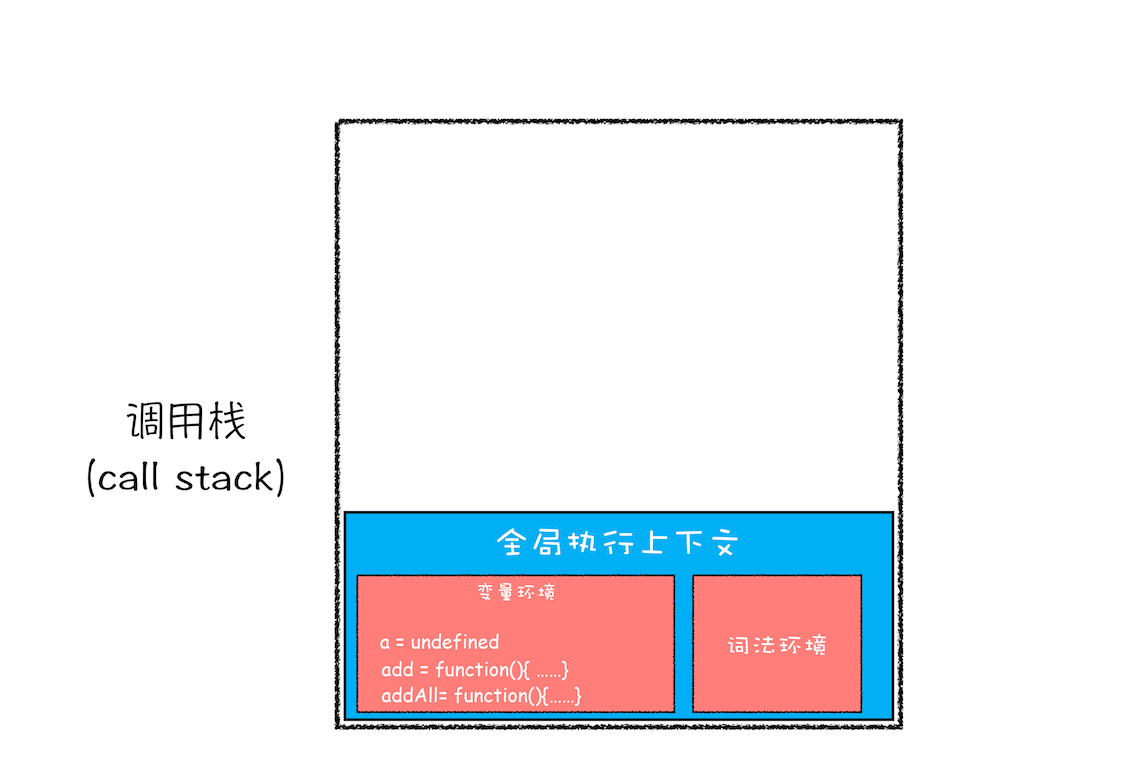 调用栈
(call stack)
全局执行上下文
变量环境
a = undefined
add = function(){ ......}
addAll= function(){......}
词法环境